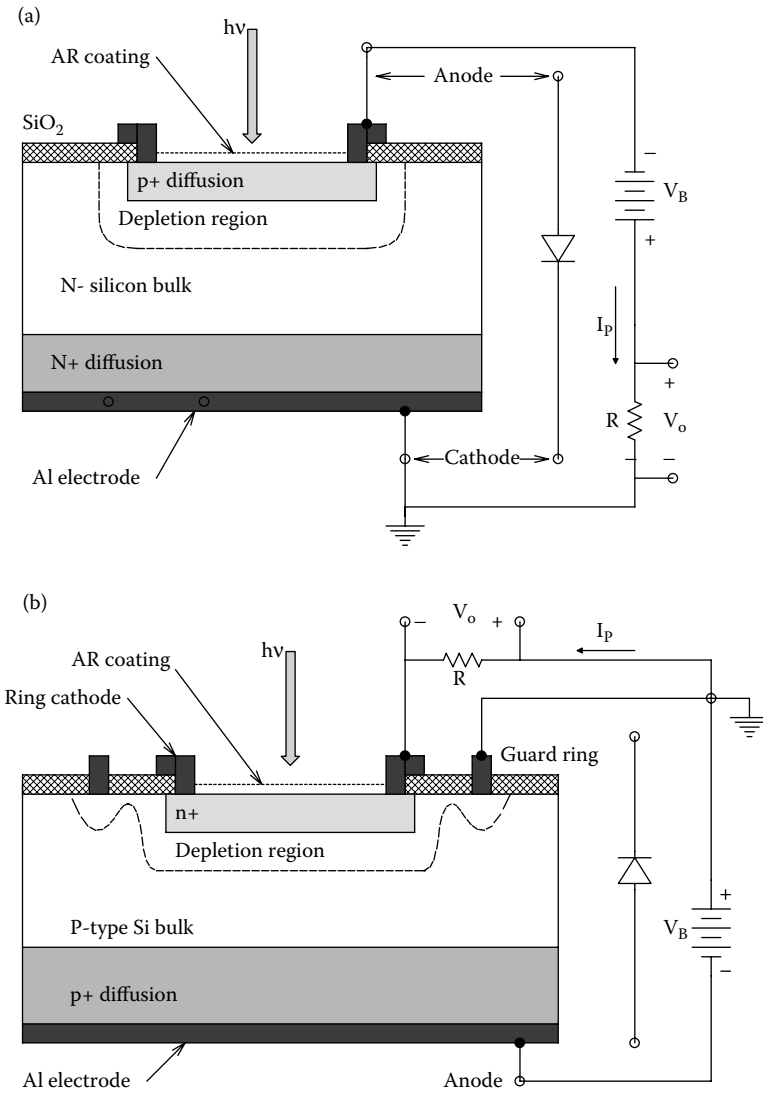 (a)
hν
AR coating
Anode
SiO₂
p+ diffusion
−
V_B
+
Depletion region
N- silicon bulk
I_P
N+ diffusion
+
R
V_o
− −
Cathode
Al electrode
(b)
− V_o +
I_P
hν
AR coating
R
Ring cathode
Guard ring
n+
Depletion region
+
V_B
−
P-type Si bulk
p+ diffusion
Al electrode
Anode